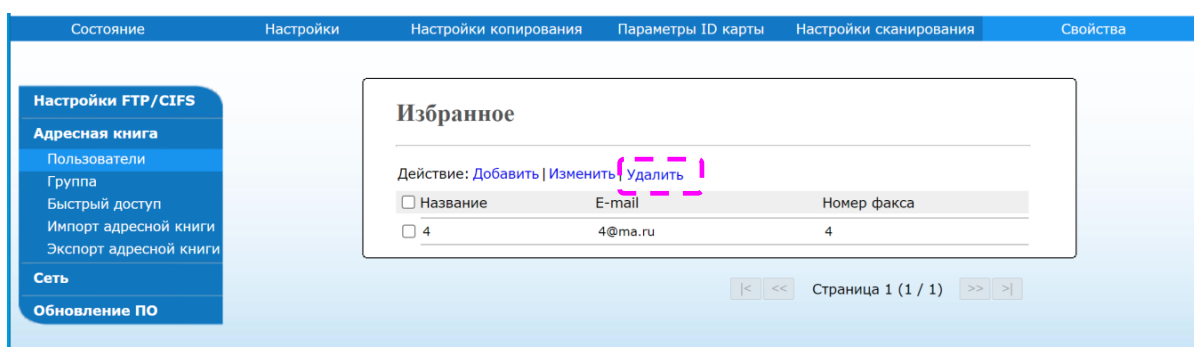 Состояние Настройки Настройки копирования Параметры ID карты Настройки сканирования Свойства
Настройки FTP/CIFS
Адресная книга
Пользователи
Группа
Быстрый доступ
Импорт адресной книги
Экспорт адресной книги
Сеть
Обновление ПО
Избранное
Действие: Добавить | Изменить | Удалить
Название E-mail Номер факса
4 4@ma.ru 4
|< << Страница 1 (1 / 1) >> >|